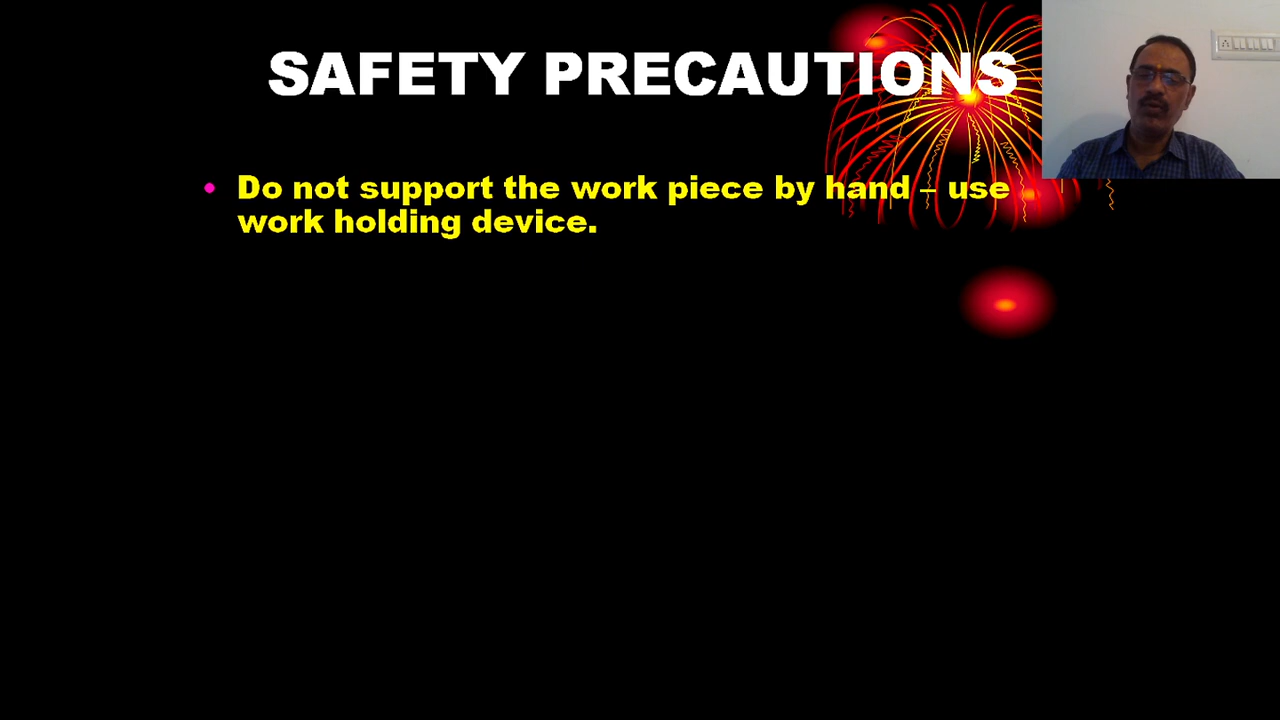 SAFETY PRECAUTIONS
• Do not support the work piece by hand – use
work holding device.